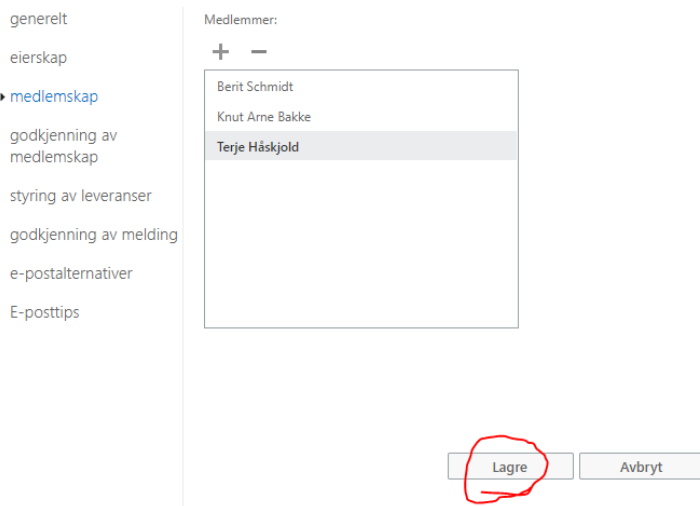 generelt
eierskap
medlemskap
godkjenning av
medlemskap
styring av leveranser
godkjenning av melding
e-postalternativer
E-posttips
Medlemmer:
Berit Schmidt
Knut Arne Bakke
Terje Håskjold
Lagre
Avbryt